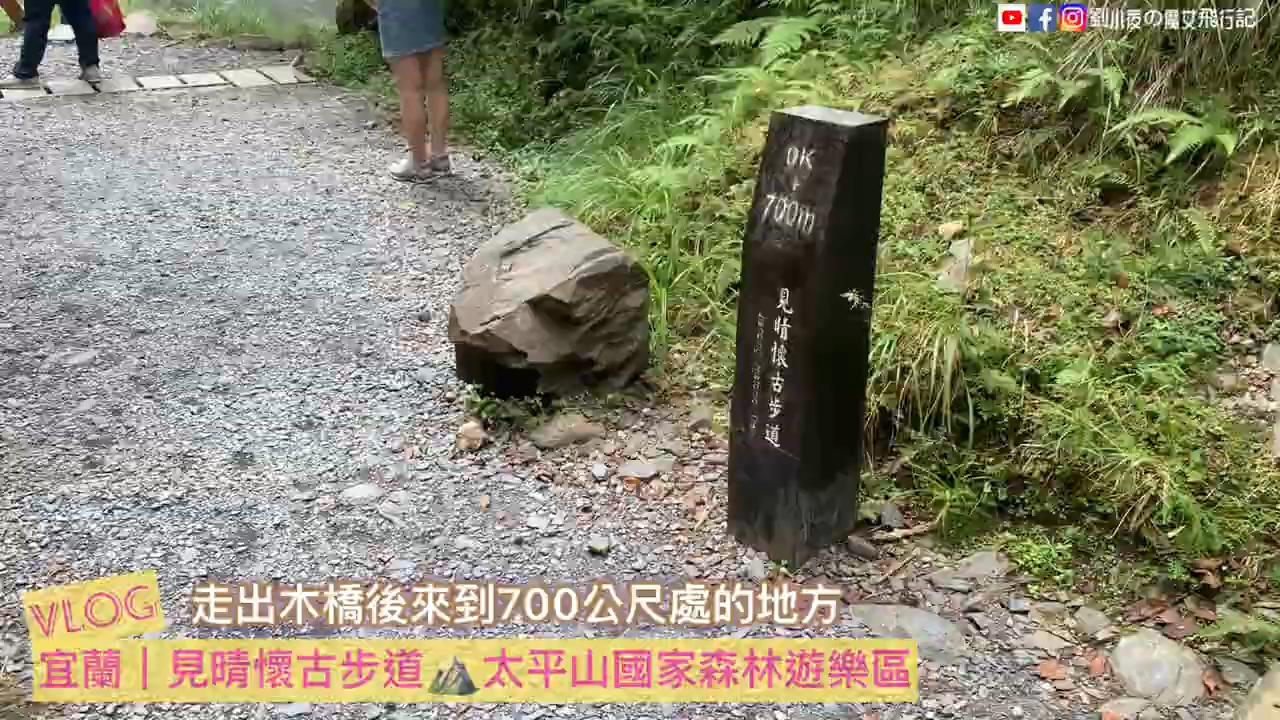 劉小夜の魔女飛行記
0K
+
700m
見晴懷古步道
VLOG
走出木橋後來到700公尺處的地方
宜蘭｜見晴懷古步道⛰️太平山國家森林遊樂區